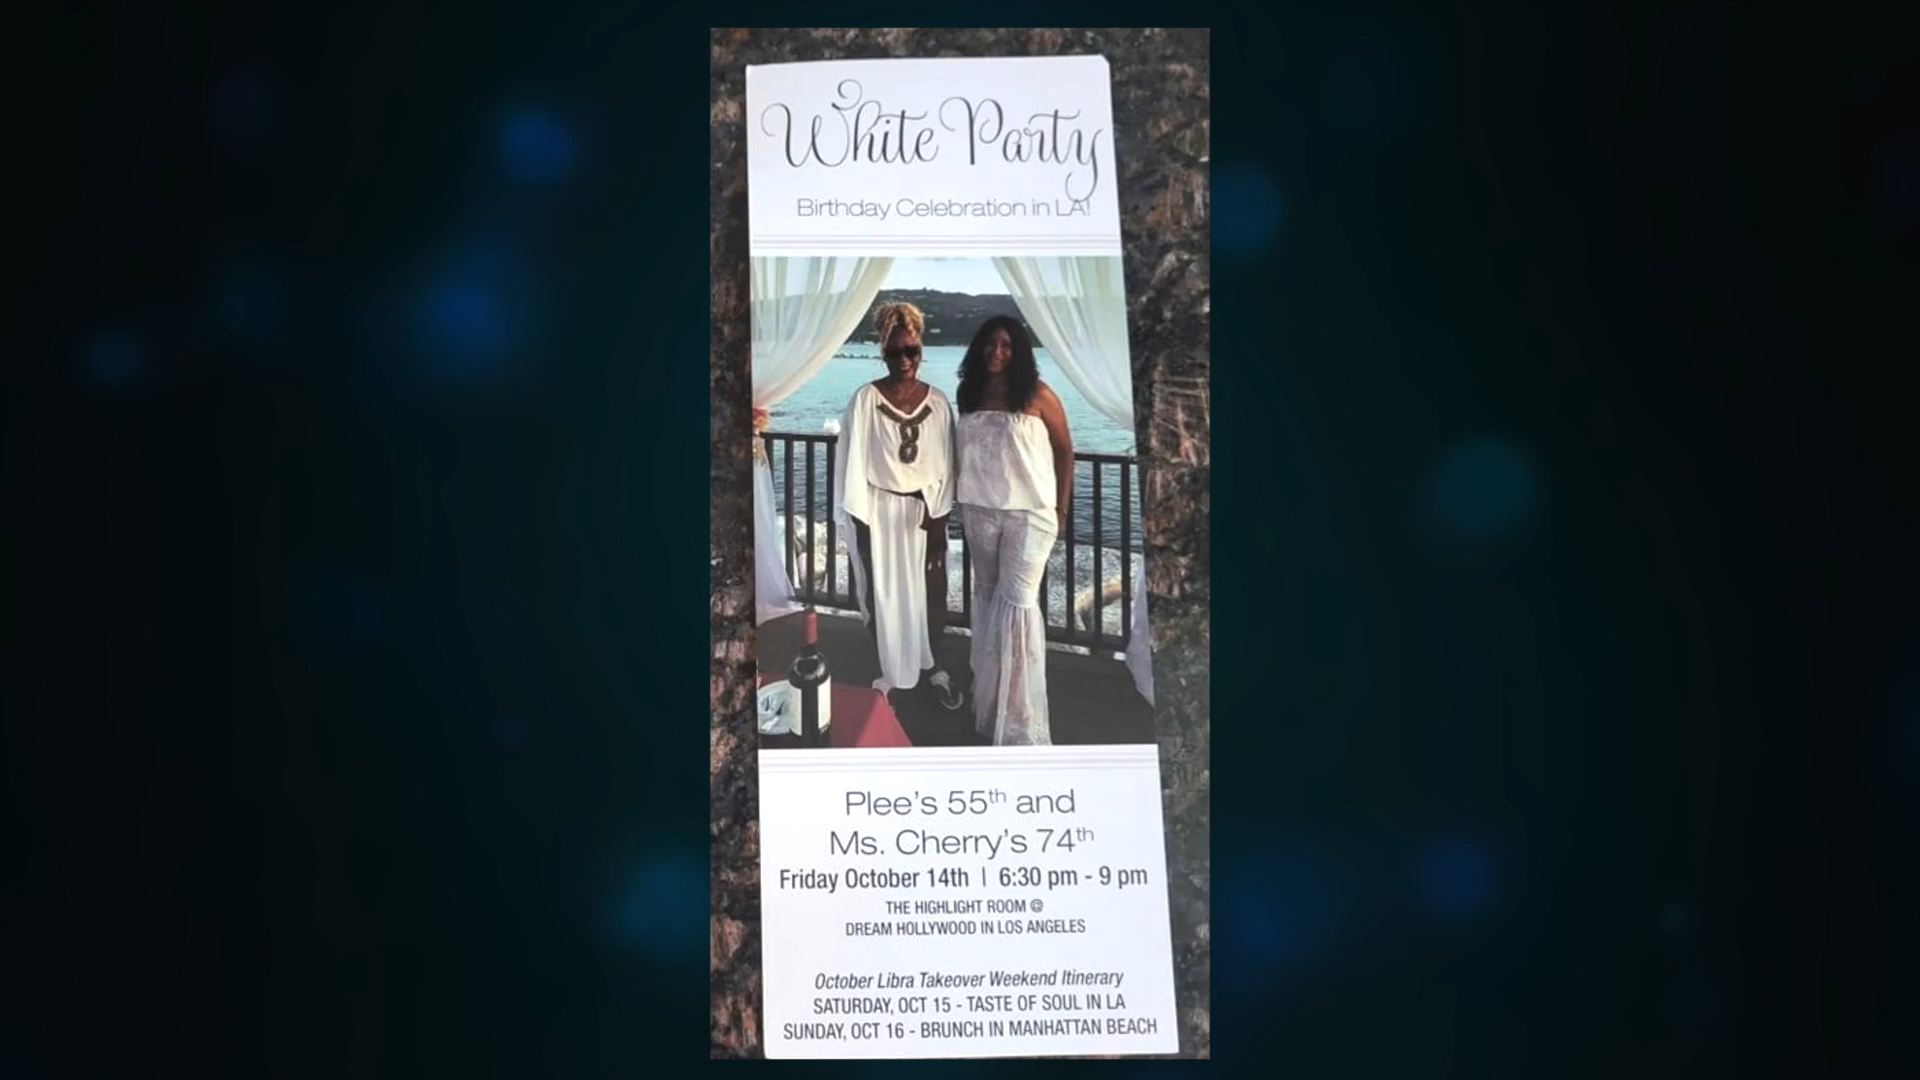 White Party
Birthday Celebration in LA!
Plee's 55th and
Ms. Cherry's 74th
Friday October 14th | 6:30 pm - 9 pm
THE HIGHLIGHT ROOM @
DREAM HOLLYWOOD IN LOS ANGELES
October Libra Takeover Weekend Itinerary
SATURDAY, OCT 15 - TASTE OF SOUL IN LA
SUNDAY, OCT 16 - BRUNCH IN MANHATTAN BEACH